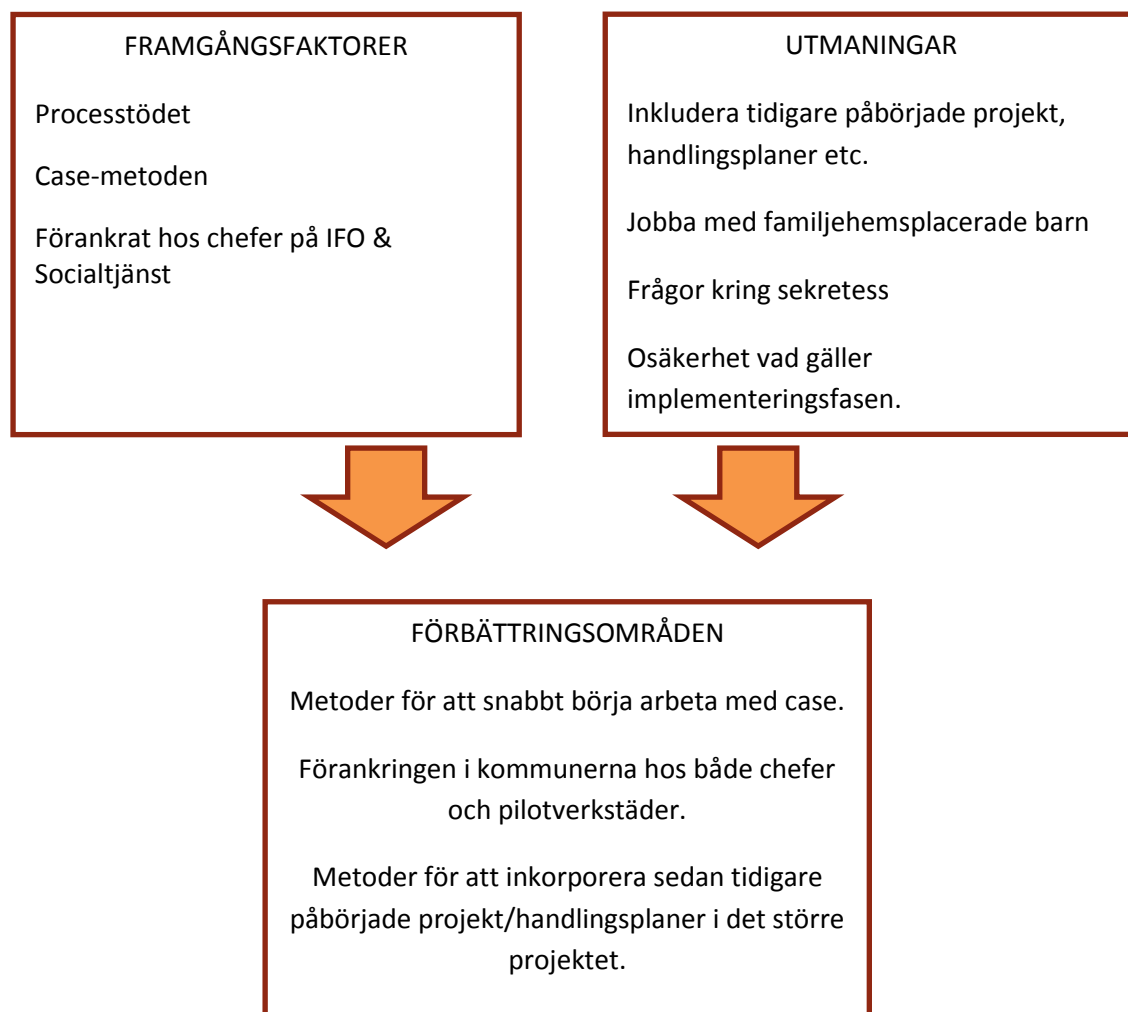 FRAMGÅNGSFAKTORER
Processtödet
Case-metoden
Förankrat hos chefer på IFO &
Socialtjänst
UTMANINGAR
Inkludera tidigare påbörjade projekt,
handlingsplaner etc.
Jobba med familjehemsplacerade barn
Frågor kring sekretess
Osäkerhet vad gäller
implementeringsfasen.
FÖRBÄTTRINGSOMRÅDEN
Metoder för att snabbt börja arbeta med case.
Förankringen i kommunerna hos både chefer
och pilotverkstäder.
Metoder för att inkorporera sedan tidigare
påbörjade projekt/handlingsplaner i det större
projektet.